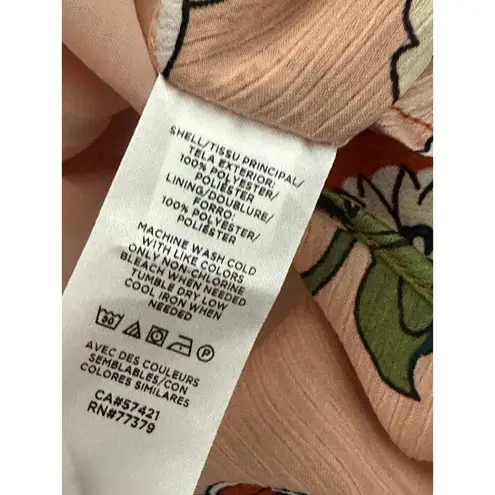 SHELL/TISSU PRINCIPAL/
TELA EXTERIOR:
100% POLYESTER/
POLIÉSTER
LINING/DOUBLURE/
FORRO:
100% POLYESTER/
POLIÉSTER
MACHINE WASH COLD
WITH LIKE COLORS
ONLY NON-CHLORINE
BLEACH WHEN NEEDED
TUMBLE DRY LOW
COOL IRON WHEN
NEEDED
30 P
AVEC DES COULEURS
SEMBLABLES/CON
COLORES SIMILARES
CA#57421
RN#77379